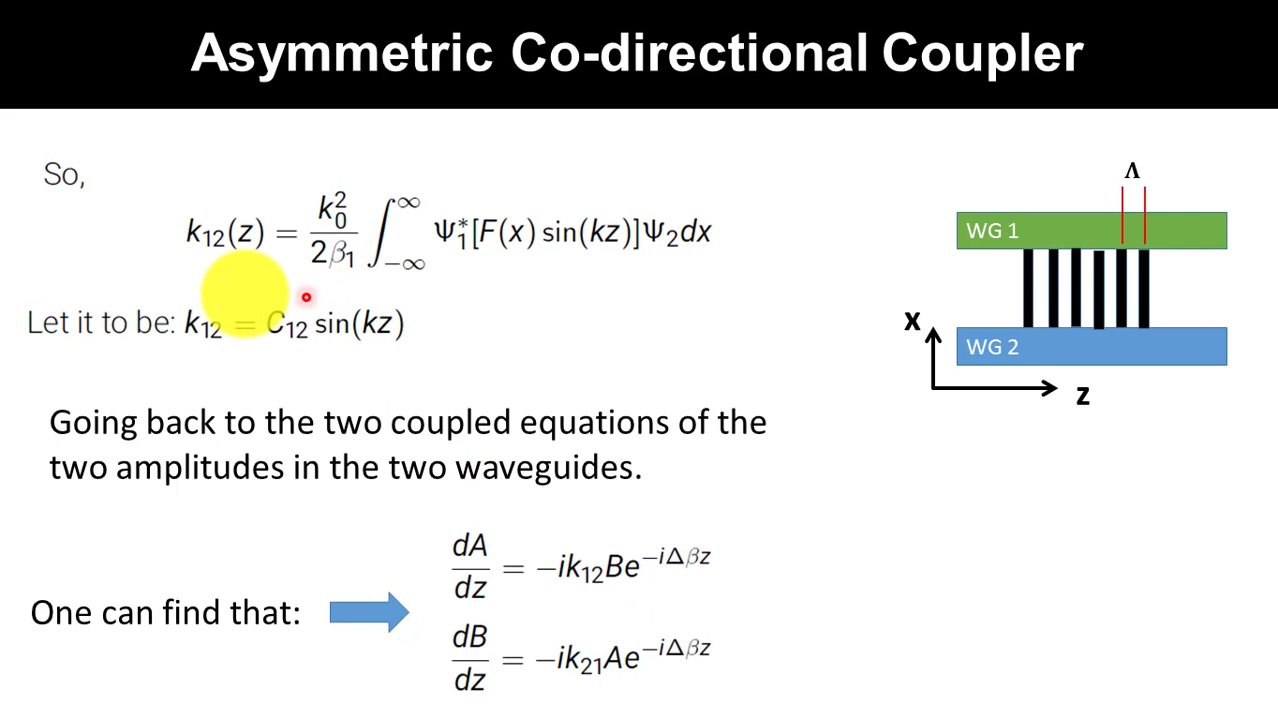 Asymmetric Co-directional Coupler
So,
k₁₂(z) = k₀²/2β₁ ∫_{−∞}^{∞} Ψ₁*[F(x) sin(kz)]Ψ₂dx
Let it to be: k₁₂ = C₁₂ sin(kz)
Λ
WG 1
WG 2
x
z
Going back to the two coupled equations of the
two amplitudes in the two waveguides.
One can find that:
dA/dz = −ik₁₂Be^{−iΔβz}
dB/dz = −ik₂₁Ae^{−iΔβz}